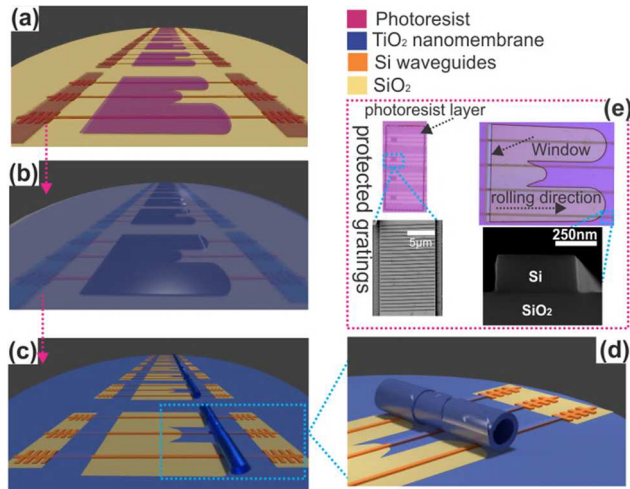 (a)
Photoresist
TiO₂ nanomembrane
Si waveguides
SiO₂
(e)
photoresist layer
protected gratings
Window
rolling direction
5μm
250nm
Si
SiO₂
(b)
(c)
(d)